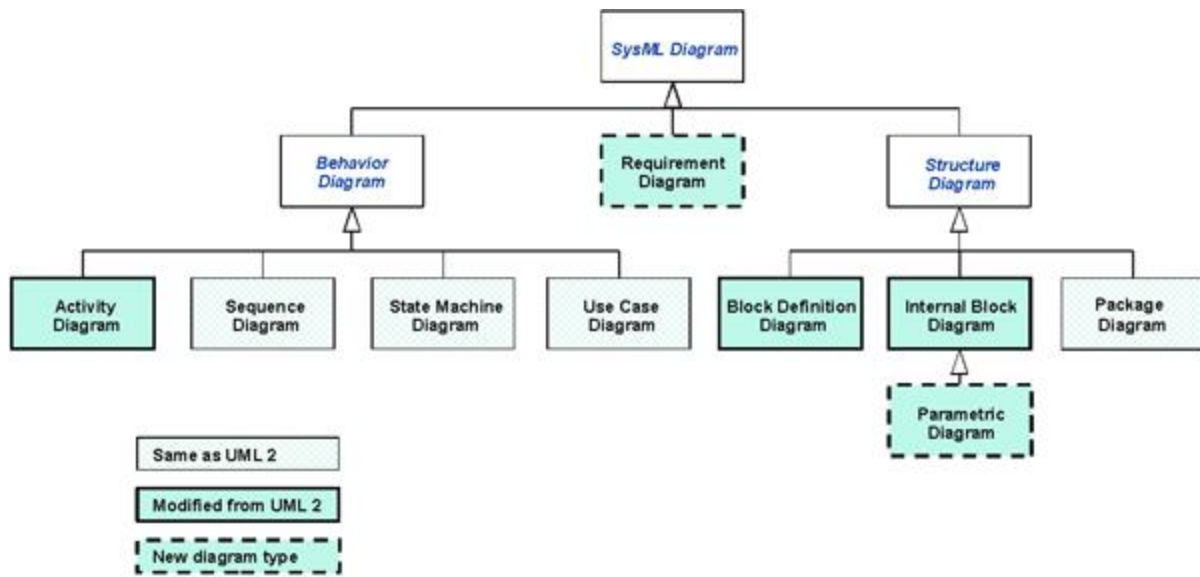 SysML Diagram
Behavior
Diagram
Requirement
Diagram
Structure
Diagram
Activity
Diagram
Sequence
Diagram
State Machine
Diagram
Use Case
Diagram
Block Definition
Diagram
Internal Block
Diagram
Package
Diagram
Parametric
Diagram
Same as UML 2
Modified from UML 2
New diagram type